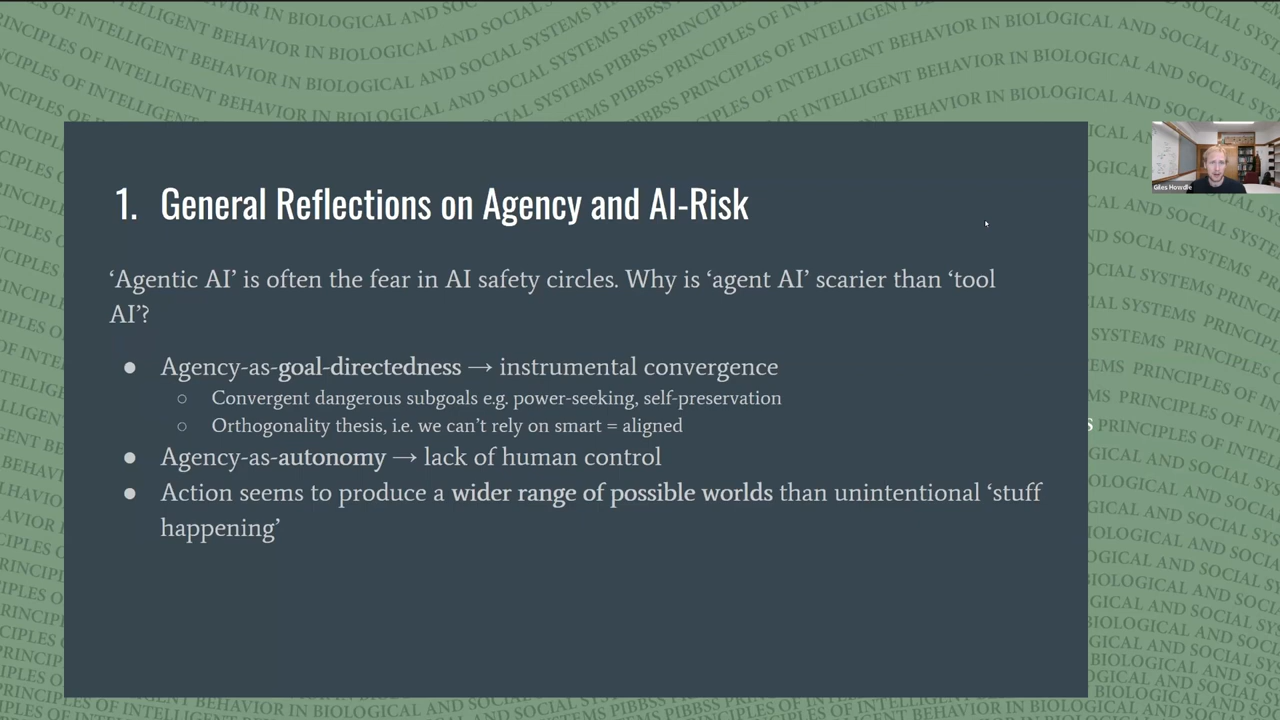 1. General Reflections on Agency and AI-Risk
‘Agentic AI’ is often the fear in AI safety circles. Why is ‘agent AI’ scarier than ‘tool
AI’?
● Agency-as-goal-directedness → instrumental convergence
○ Convergent dangerous subgoals e.g. power-seeking, self-preservation
○ Orthogonality thesis, i.e. we can’t rely on smart = aligned
● Agency-as-autonomy → lack of human control
● Action seems to produce a wider range of possible worlds than unintentional ‘stuff
happening’
Giles Howdle
PRINCIPLES OF INTELLIGENT BEHAVIOR IN BIOLOGICAL AND SOCIAL SYSTEMS PIBBSS